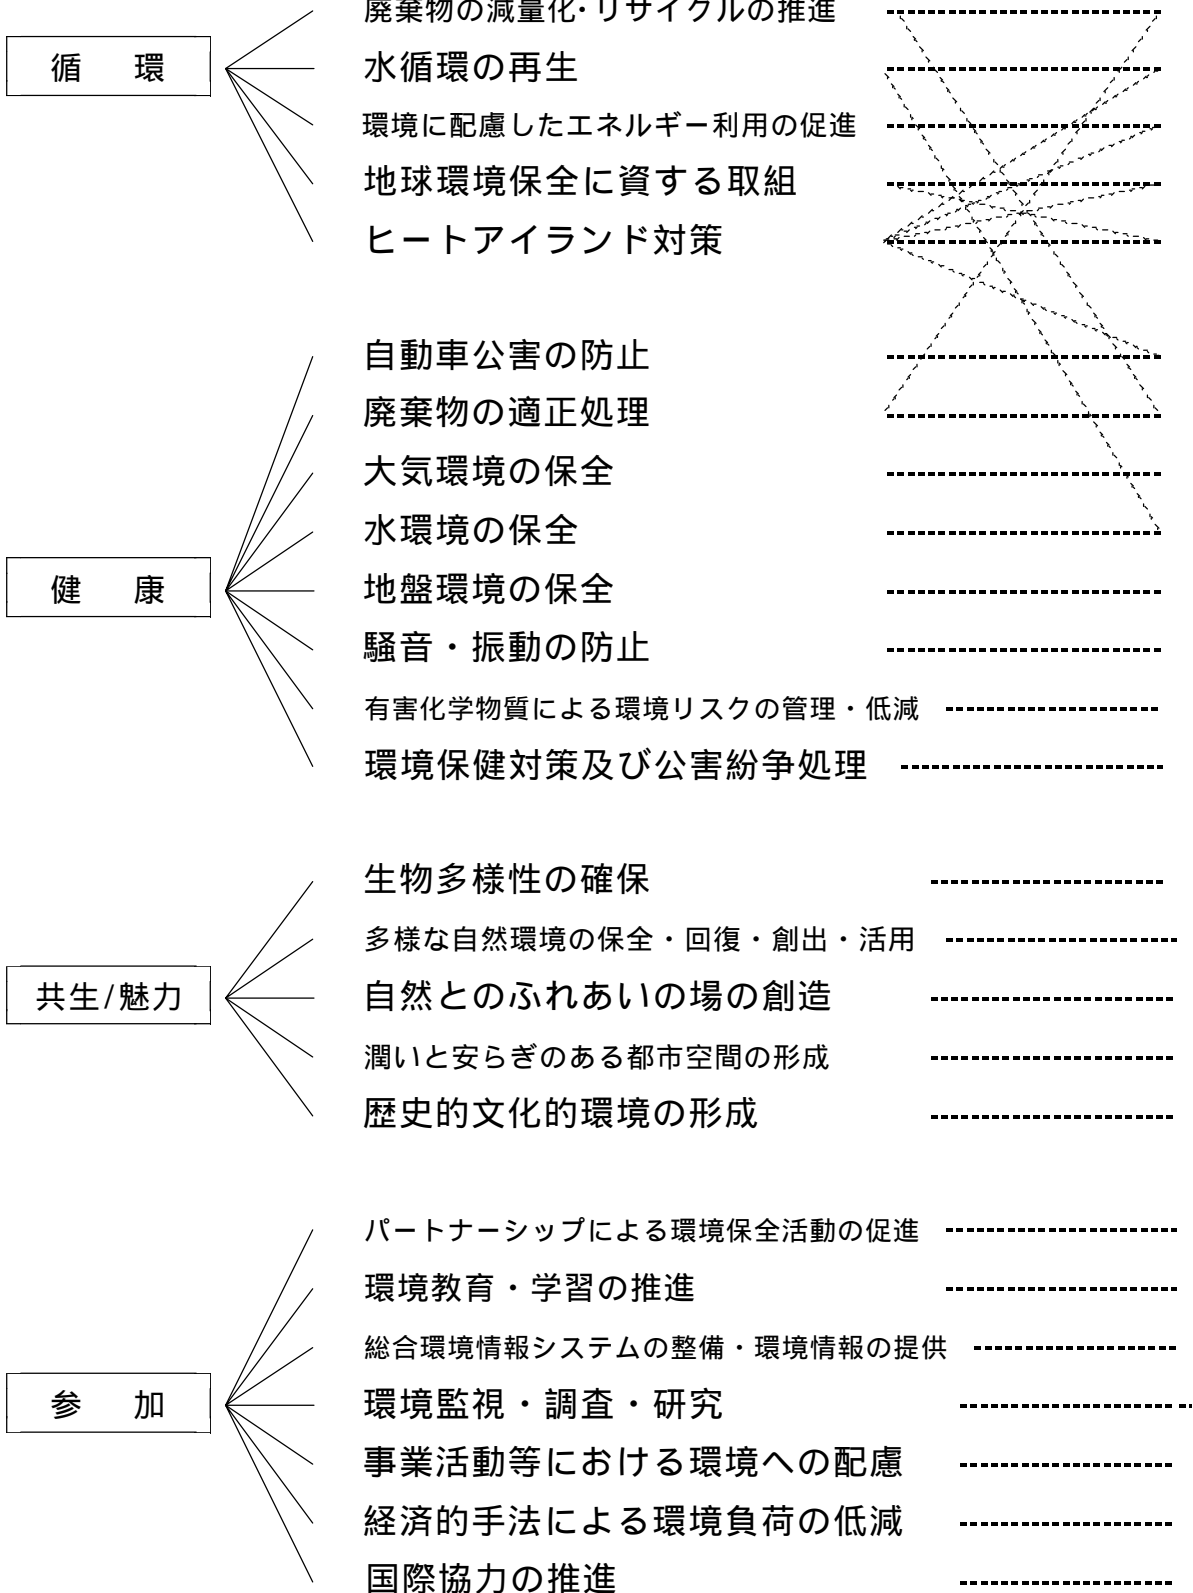 廃棄物の減量化･リサイクルの推進
循　環
水循環の再生
環境に配慮したエネルギー利用の促進
地球環境保全に資する取組
ヒートアイランド対策
自動車公害の防止
廃棄物の適正処理
大気環境の保全
水環境の保全
健　康
地盤環境の保全
騒音・振動の防止
有害化学物質による環境リスクの管理・低減
環境保健対策及び公害紛争処理
生物多様性の確保
多様な自然環境の保全・回復・創出・活用
共生/魅力
自然とのふれあいの場の創造
潤いと安らぎのある都市空間の形成
歴史的文化的環境の形成
パートナーシップによる環境保全活動の促進
環境教育・学習の推進
総合環境情報システムの整備・環境情報の提供
参　加
環境監視・調査・研究
事業活動等における環境への配慮
経済的手法による環境負荷の低減
国際協力の推進